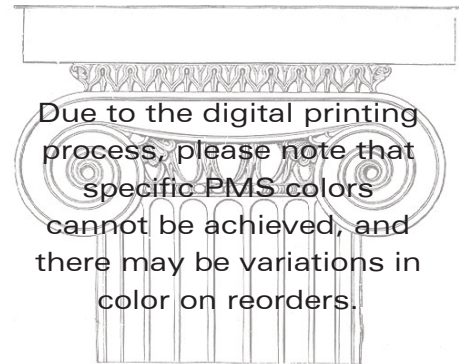 Due to the digital printing
process, please note that
specific PMS colors
cannot be achieved, and
there may be variations in
color on reorders.